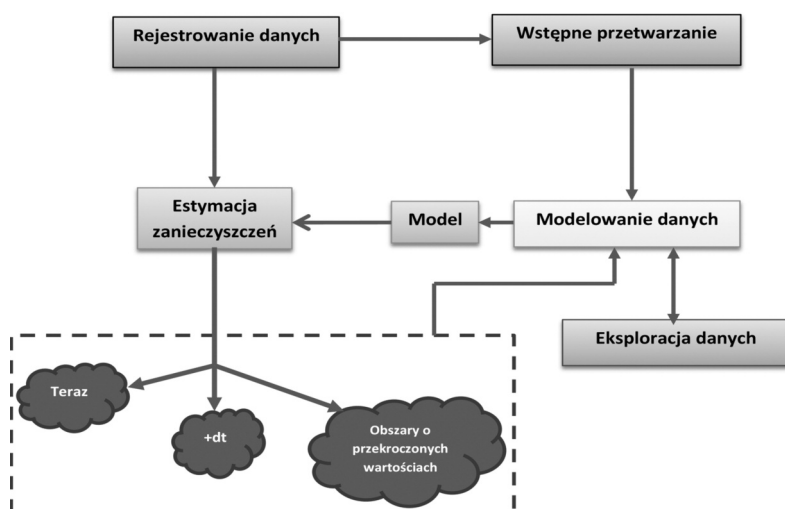 Rejestrowanie danych
Wstępne przetwarzanie
Estymacja
zanieczyszczeń
Model
Modelowanie danych
Eksploracja danych
Teraz
+dt
Obszary o
przekroczonych
wartościach